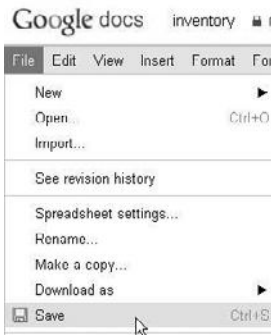 Google docs inventory
File Edit View Insert Format
New
Open... Ctrl+O
Import...
See revision history
Spreadsheet settings...
Rename...
Make a copy...
Download as
Save Ctrl+S